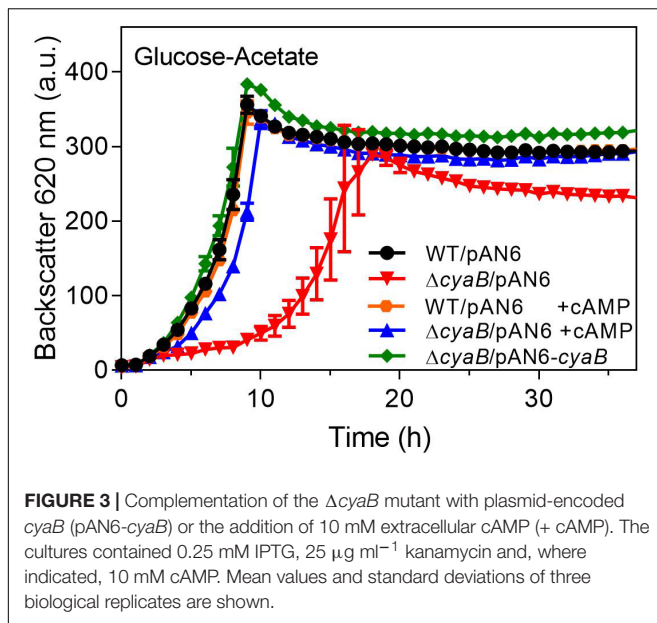 Glucose-Acetate
Backscatter 620 nm (a.u.)
400
300
200
100
0
WT/pAN6
ΔcyaB/pAN6
WT/pAN6 +cAMP
ΔcyaB/pAN6 +cAMP
ΔcyaB/pAN6-cyaB
0 10 20 30
Time (h)
FIGURE 3 | Complementation of the ΔcyaB mutant with plasmid-encoded
cyaB (pAN6-cyaB) or the addition of 10 mM extracellular cAMP (+ cAMP). The
cultures contained 0.25 mM IPTG, 25 μg ml⁻¹ kanamycin and, where
indicated, 10 mM cAMP. Mean values and standard deviations of three
biological replicates are shown.